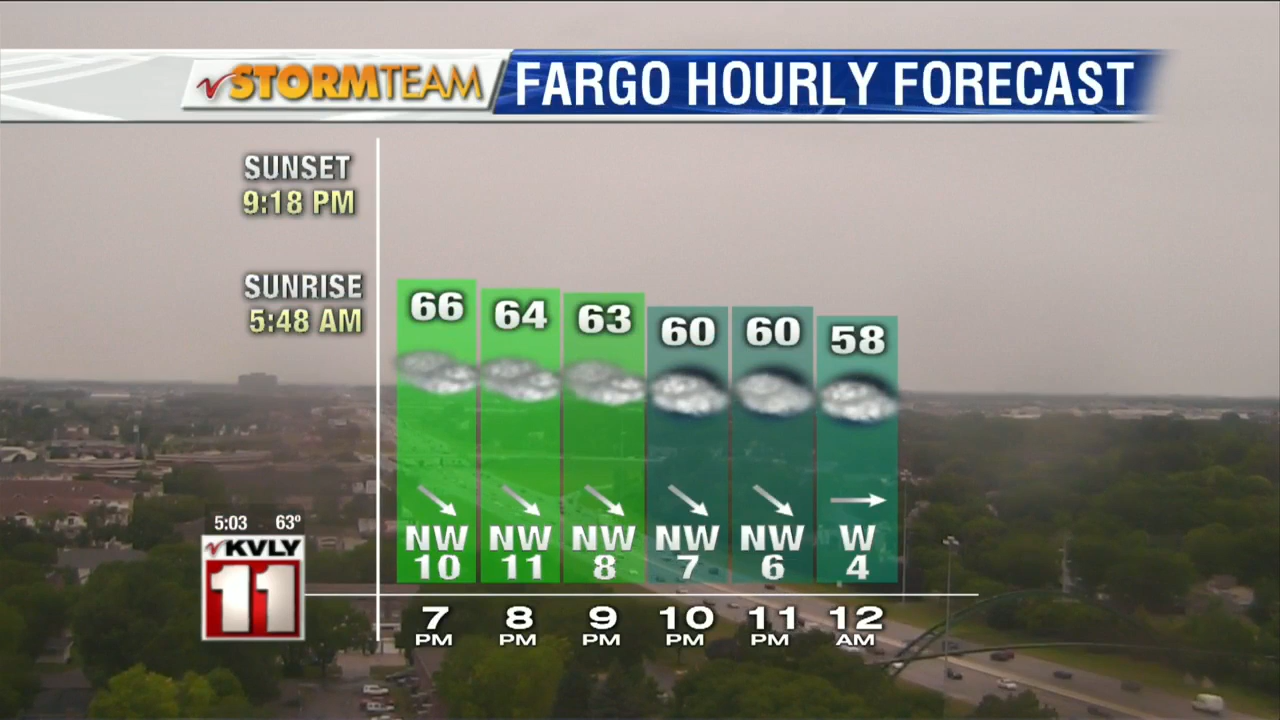 STORMTEAM FARGO HOURLY FORECAST
SUNSET
9:18 PM
SUNRISE
5:48 AM
66 64 63 60 60 58
NW NW NW NW NW W
10 11 8 7 6 4
7 8 9 10 11 12
PM PM PM PM PM AM
5:03 63º
KVLY
11